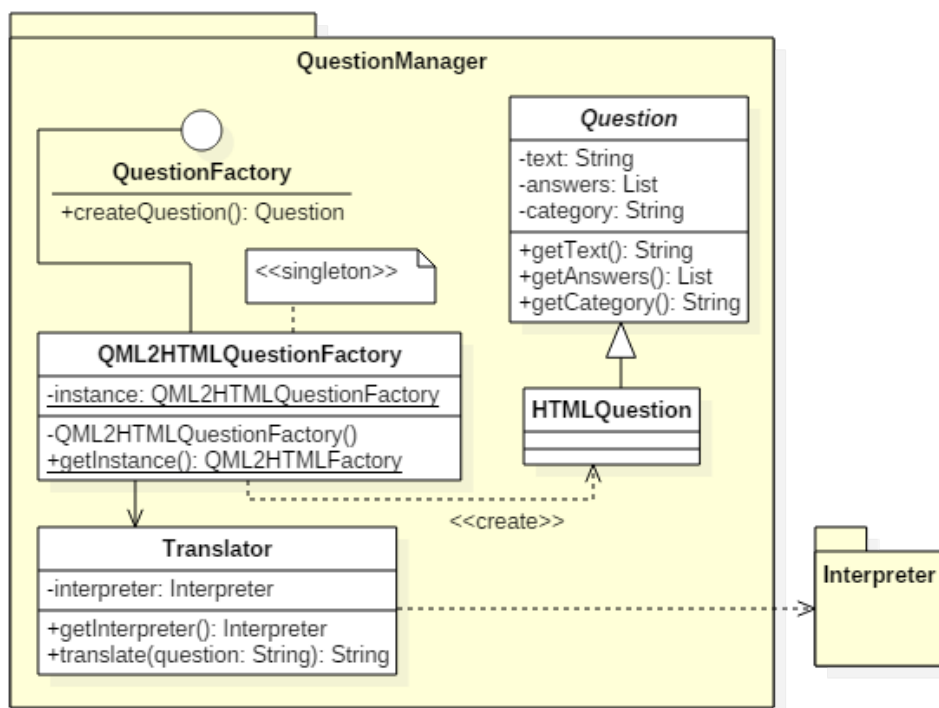 QuestionManager
QuestionFactory
+createQuestion(): Question
<<singleton>>
Question
-text: String
-answers: List
-category: String
+getText(): String
+getAnswers(): List
+getCategory(): String
QML2HTMLQuestionFactory
-instance: QML2HTMLQuestionFactory
-QML2HTMLQuestionFactory()
+getInstance(): QML2HTMLFactory
HTMLQuestion
<<create>>
Translator
-interpreter: Interpreter
+getInterpreter(): Interpreter
+translate(question: String): String
Interpreter